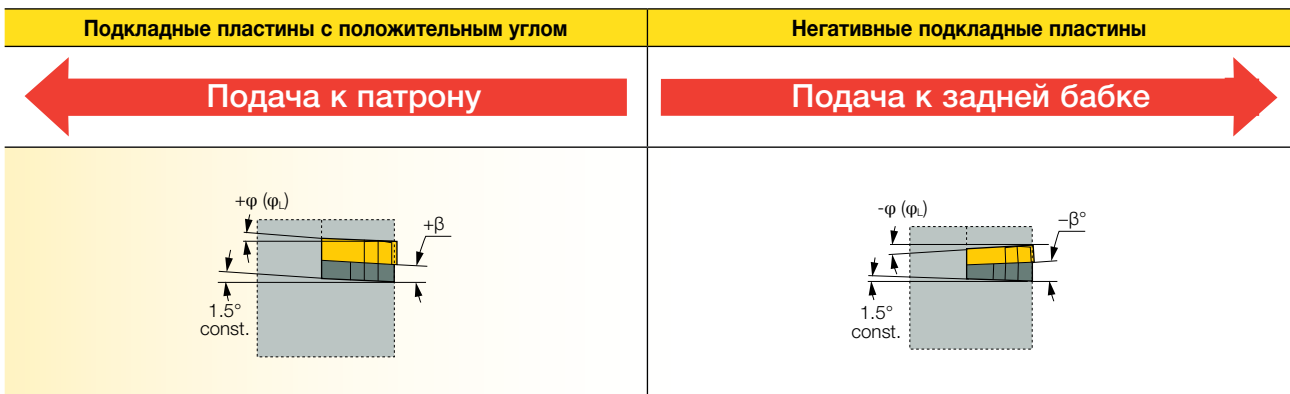 Подкладные пластины с положительным углом
Негативные подкладные пластины
Подача к патрону
Подача к задней бабке
+φ (φL)
+β
1.5°
const.
-φ (φL)
–β°
1.5°
const.